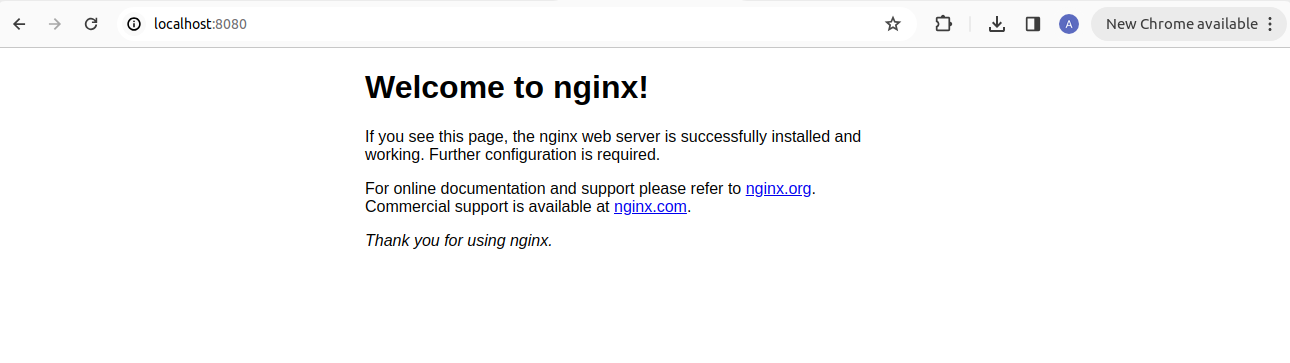 localhost:8080
A
New Chrome available
Welcome to nginx!
If you see this page, the nginx web server is successfully installed and
working. Further configuration is required.
For online documentation and support please refer to nginx.org.
Commercial support is available at nginx.com.
Thank you for using nginx.